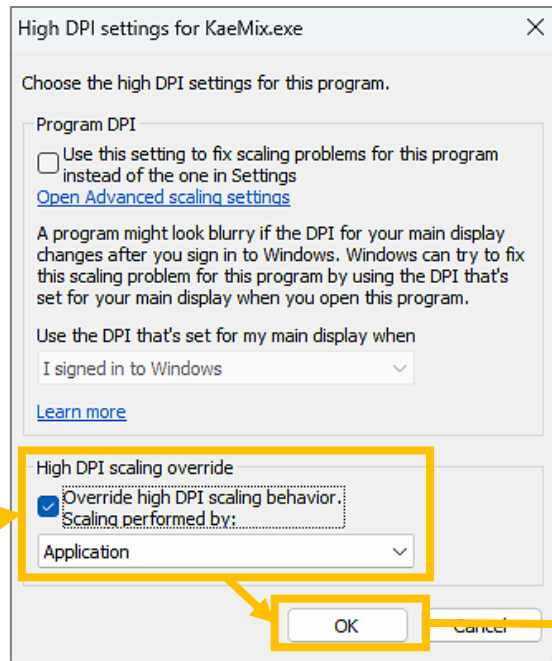 High DPI settings for KaeMix.exe
Choose the high DPI settings for this program.
Program DPI
Use this setting to fix scaling problems for this program
instead of the one in Settings
Open Advanced scaling settings
A program might look blurry if the DPI for your main display
changes after you sign in to Windows. Windows can try to fix
this scaling problem for this program by using the DPI that's
set for your main display when you open this program.
Use the DPI that's set for my main display when
I signed in to Windows
Learn more
High DPI scaling override
Override high DPI scaling behavior.
Scaling performed by:
Application
OK
Cancel